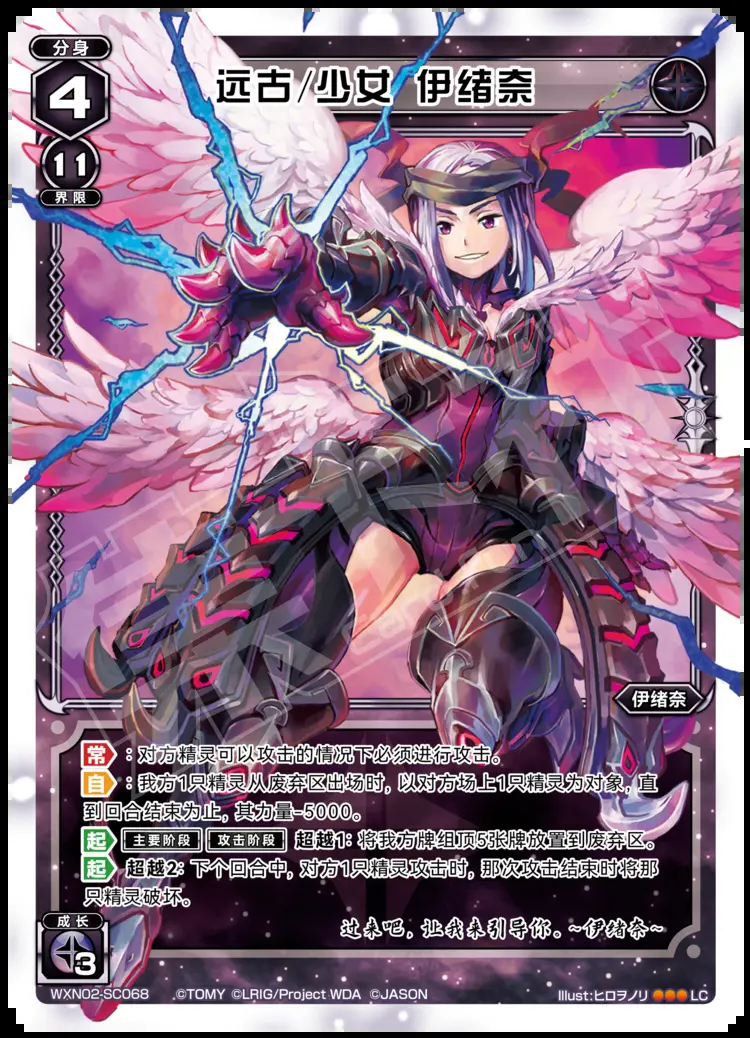 分身
4
远古/少女 伊绪奈
11
界限
伊绪奈
常:对方精灵可以攻击的情况下必须进行攻击。
自:我方1只精灵从废弃区出场时，以对方场上1只精灵为对象，直
到回合结束为止，其力量-5000。
起 主要阶段 攻击阶段 超越1: 将我方牌组顶5张牌放置到废弃区。
起 超越2: 下个回合中，对方1只精灵攻击时，那次攻击结束时将那
只精灵破坏。
过来吧，让我来引导你。~伊绪奈~
成长
3
WXN02-SC068 ©TOMY ©LRIG/Project WDA ©JASON Illust:ヒロヲノリ LC